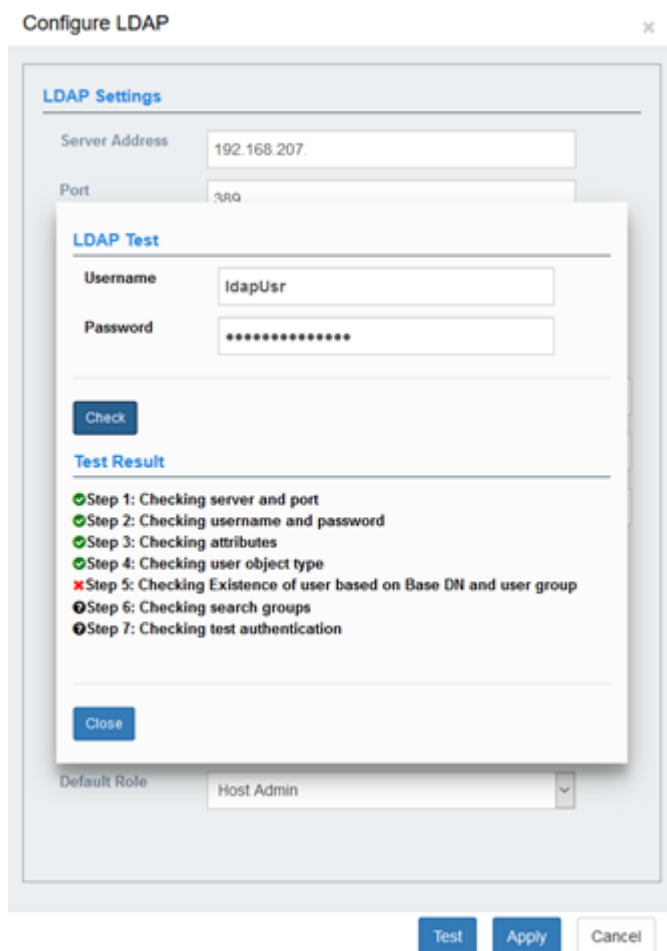 Configure LDAP
×
LDAP Settings
Server Address 192.168.207.
Port 389
LDAP Test
Username ldapUsr
Password ••••••••••••••
Check
Test Result
Step 1: Checking server and port
Step 2: Checking username and password
Step 3: Checking attributes
Step 4: Checking user object type
Step 5: Checking Existence of user based on Base DN and user group
Step 6: Checking search groups
Step 7: Checking test authentication
Close
Default Role Host Admin
Test Apply Cancel